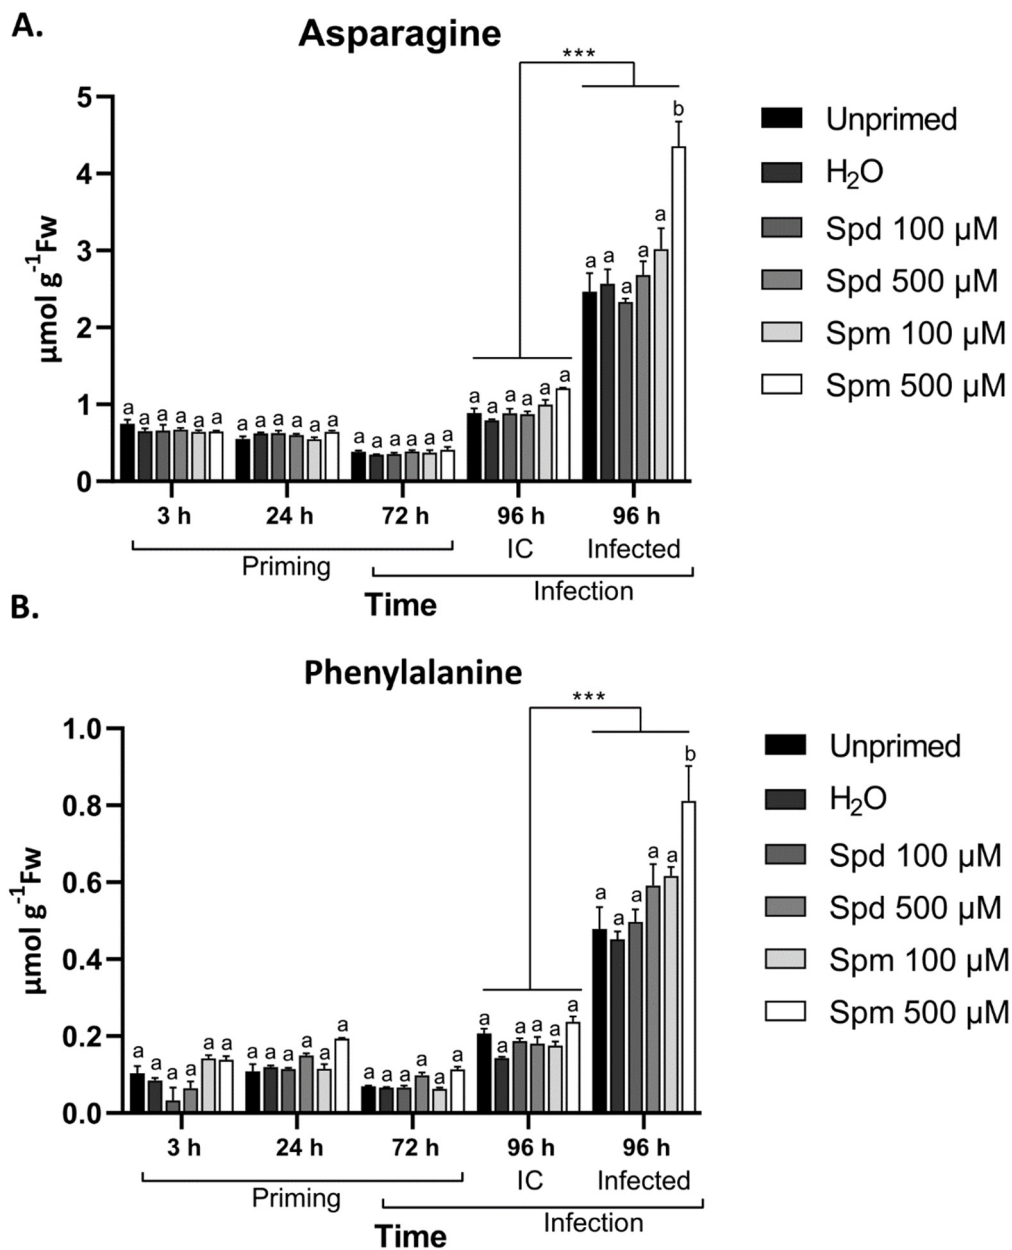 A.
Asparagine
***
b
5
4
3
2
1
0
µmol g⁻¹Fw
a a a a a a
a a a a a a
a a a a a a
a a a a a a
a a a a a
3 h 24 h 72 h 96 h 96 h
IC Infected
Priming
Infection
Time
Unprimed
H₂O
Spd 100 µM
Spd 500 µM
Spm 100 µM
Spm 500 µM
B.
Phenylalanine
***
b
1.0
0.8
0.6
0.4
0.2
0.0
µmol g⁻¹Fw
a a a a a a
a a a a a a
a a a a a a
a a a a a a
a a a a a
3 h 24 h 72 h 96 h 96 h
IC Infected
Priming
Infection
Time
Unprimed
H₂O
Spd 100 µM
Spd 500 µM
Spm 100 µM
Spm 500 µM